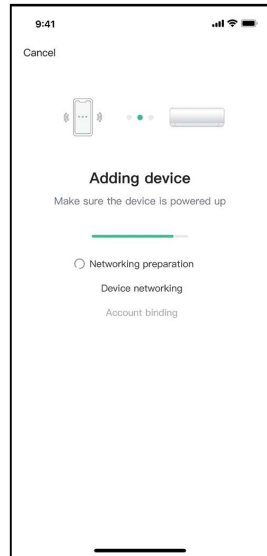 9:41
Cancel
Adding device
Make sure the device is powered up
Networking preparation
Device networking
Account binding